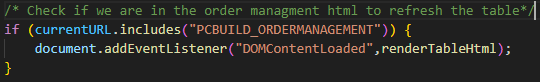 /* Check if we are in the order managment html to refresh the table*/
if (currentURL.includes("PCBUILD_ORDERMANAGEMENT")) {
    document.addEventListener("DOMContentLoaded",renderTableHtml);
}